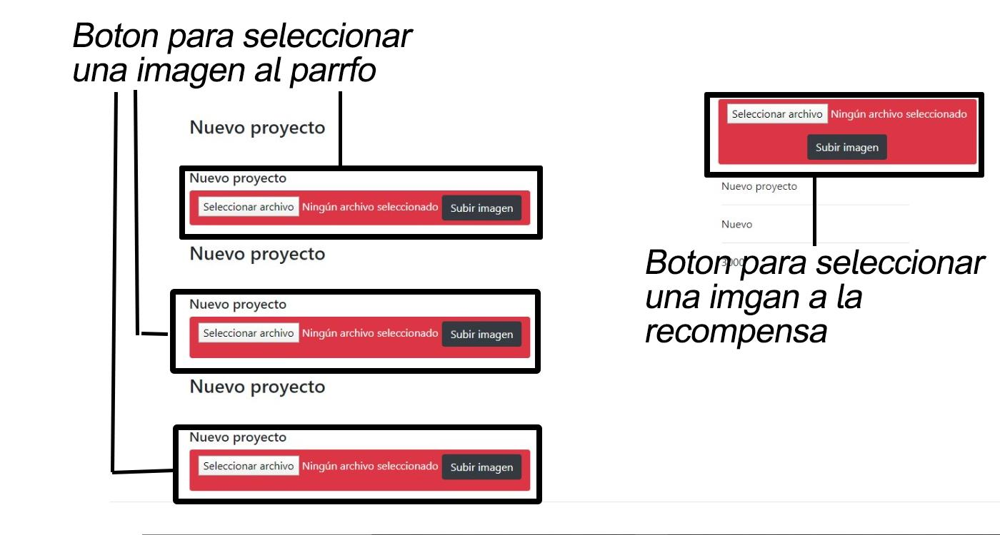 Boton para seleccionar
una imagen al parrfo
Nuevo proyecto
Nuevo proyecto
Seleccionar archivo Ningún archivo seleccionado Subir imagen
Nuevo proyecto
Nuevo proyecto
Seleccionar archivo Ningún archivo seleccionado Subir imagen
Nuevo proyecto
Nuevo proyecto
Seleccionar archivo Ningún archivo seleccionado Subir imagen
Seleccionar archivo Ningún archivo seleccionado
Subir imagen
Nuevo proyecto
Nuevo
3000
Boton para seleccionar
una imgan a la
recompensa